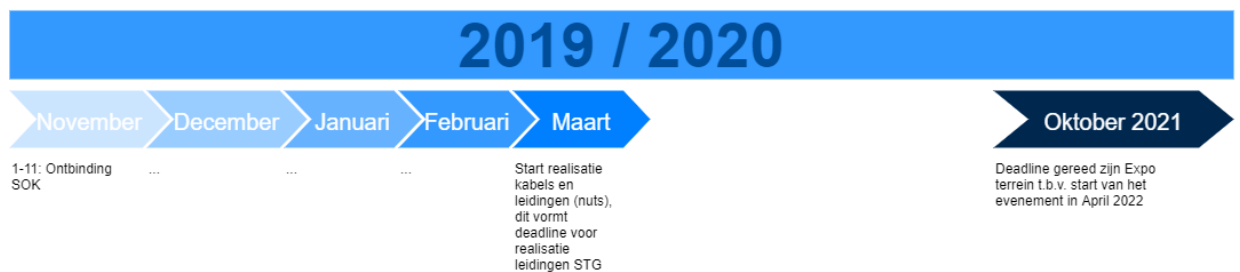 2019 / 2020
November
December
Januari
Februari
Maart
Oktober 2021
1-11: Ontbinding
SOK
...
...
...
Start realisatie
kabels en
leidingen (nuts),
dit vormt
deadline voor
realisatie
leidingen STG
Deadline gereed zijn Expo
terrein t.b.v. start van het
evenement in April 2022